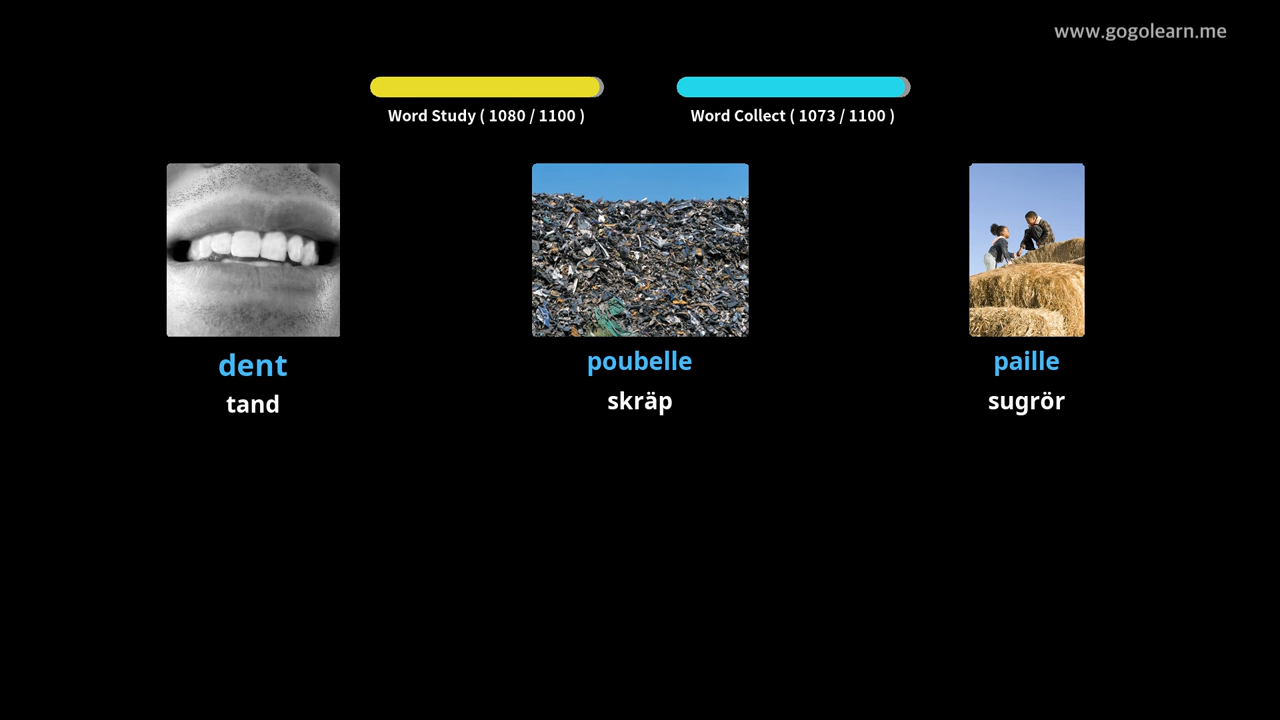 www.gogolearn.me
Word Study ( 1080 / 1100 )
Word Collect ( 1073 / 1100 )
dent
tand
poubelle
skräp
paille
sugrör